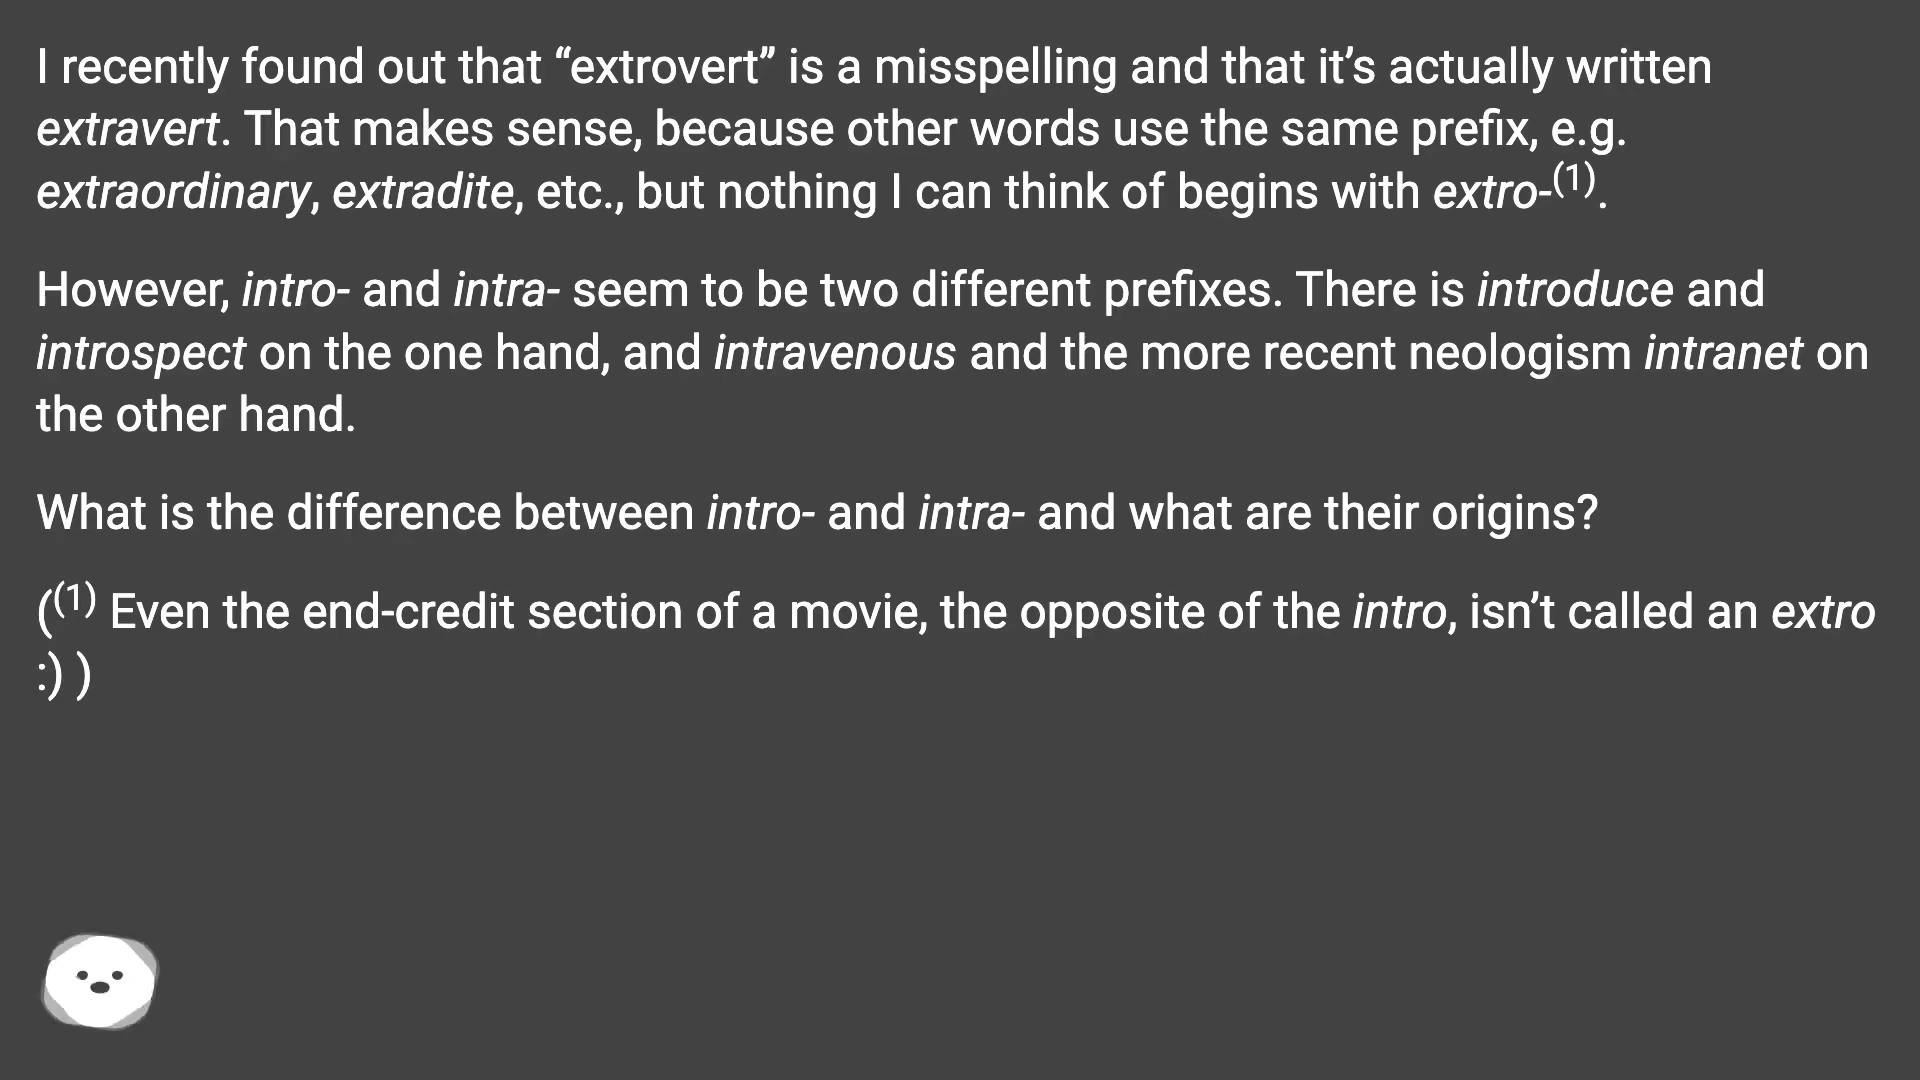 I recently found out that “extrovert” is a misspelling and that it’s actually written
extravert. That makes sense, because other words use the same prefix, e.g.
extraordinary, extradite, etc., but nothing I can think of begins with extro-(1).
However, intro- and intra- seem to be two different prefixes. There is introduce and
introspect on the one hand, and intravenous and the more recent neologism intranet on
the other hand.
What is the difference between intro- and intra- and what are their origins?
((1) Even the end-credit section of a movie, the opposite of the intro, isn’t called an extro
:) )